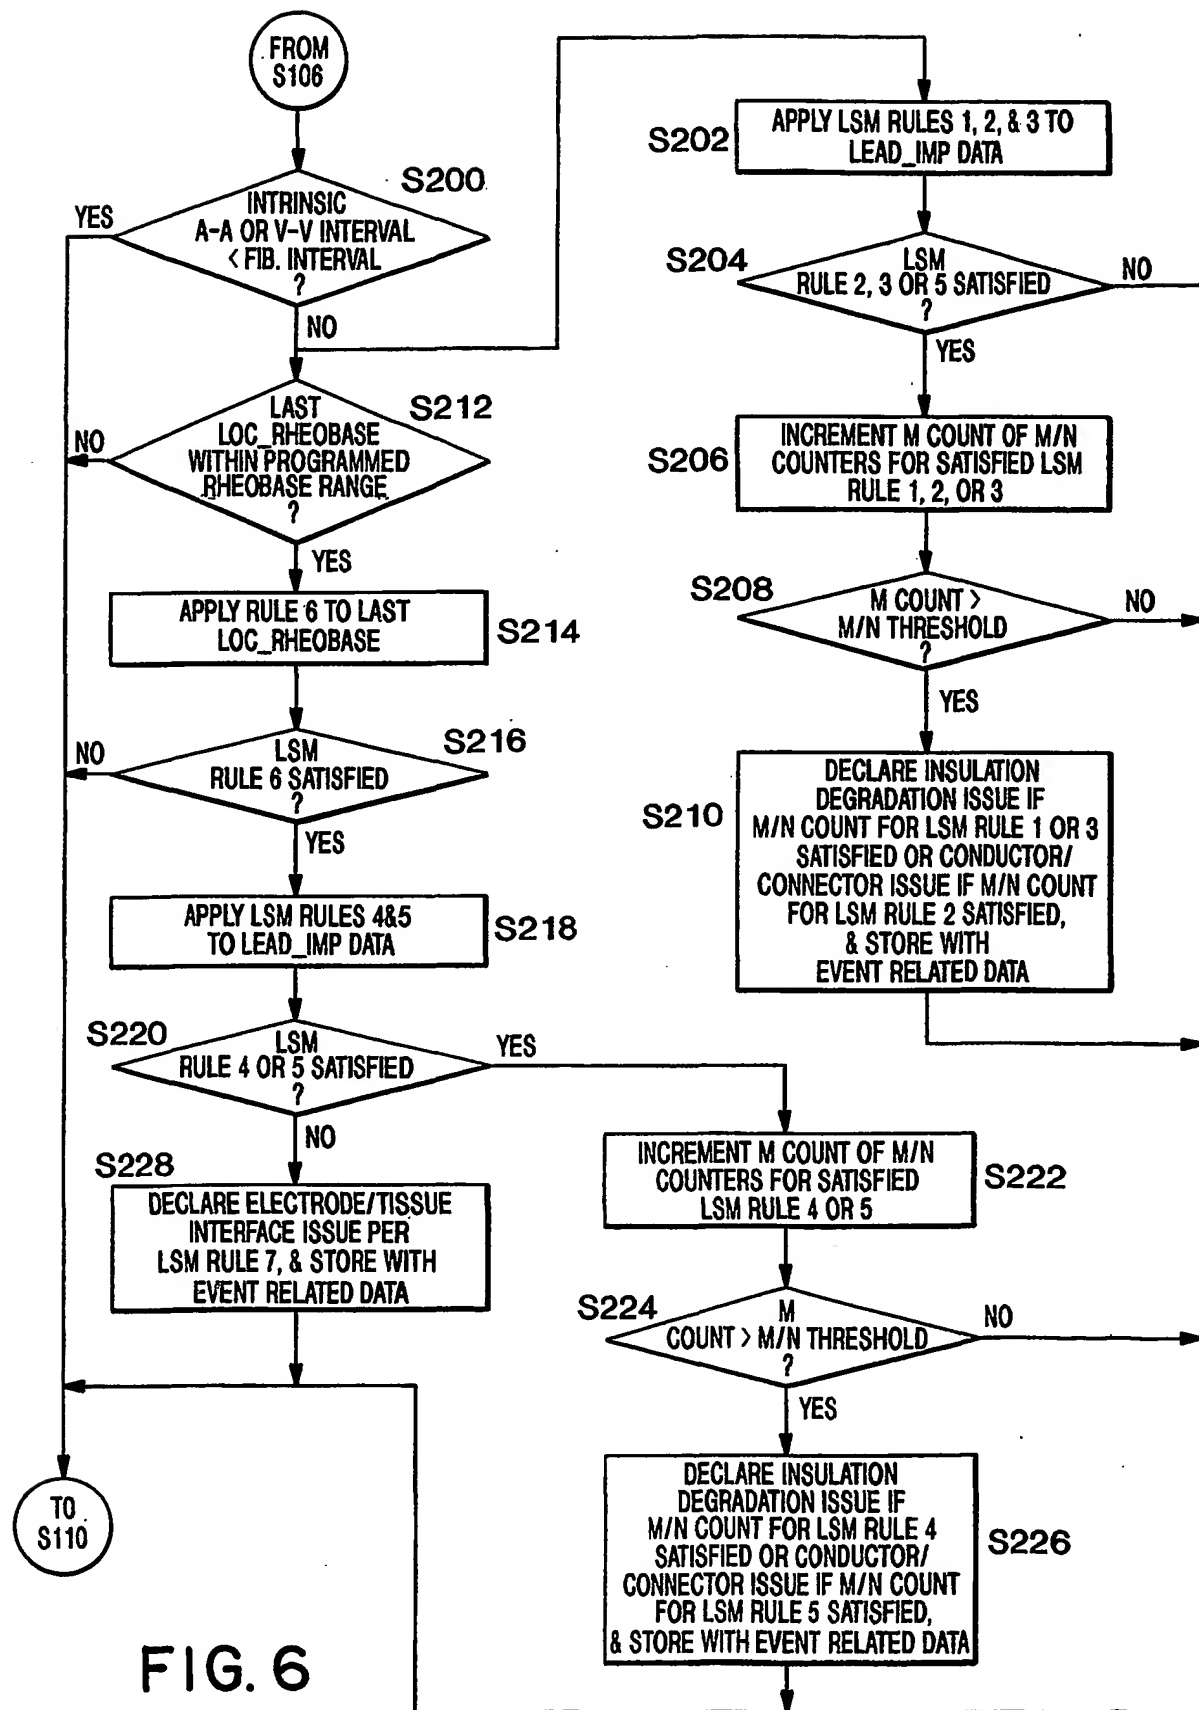 FROM
S106
S200
INTRINSIC
A-A OR V-V INTERVAL
< FIB. INTERVAL
?
YES
NO
S212
LAST
LOC_RHEOBASE
WITHIN PROGRAMMED
RHEOBASE RANGE
?
NO
YES
APPLY RULE 6 TO LAST
LOC_RHEOBASE
S214
S216
LSM
RULE 6 SATISFIED
?
NO
YES
APPLY LSM RULES 4&5
TO LEAD_IMP DATA
S218
S220
LSM
RULE 4 OR 5 SATISFIED
?
YES
NO
S228
DECLARE ELECTRODE/TISSUE
INTERFACE ISSUE PER
LSM RULE 7, & STORE WITH
EVENT RELATED DATA
TO
S110
S202
APPLY LSM RULES 1, 2, & 3 TO
LEAD_IMP DATA
S204
LSM
RULE 2, 3 OR 5 SATISFIED
?
NO
YES
S206
INCREMENT M COUNT OF M/N
COUNTERS FOR SATISFIED LSM
RULE 1, 2, OR 3
S208
M COUNT >
M/N THRESHOLD
?
NO
YES
S210
DECLARE INSULATION
DEGRADATION ISSUE IF
M/N COUNT FOR LSM RULE 1 OR 3
SATISFIED OR CONDUCTOR/
CONNECTOR ISSUE IF M/N COUNT
FOR LSM RULE 2 SATISFIED,
& STORE WITH
EVENT RELATED DATA
INCREMENT M COUNT OF M/N
COUNTERS FOR SATISFIED
LSM RULE 4 OR 5
S222
S224
M
COUNT > M/N THRESHOLD
?
NO
YES
DECLARE INSULATION
DEGRADATION ISSUE IF
M/N COUNT FOR LSM RULE 4
SATISFIED OR CONDUCTOR/
CONNECTOR ISSUE IF M/N COUNT
FOR LSM RULE 5 SATISFIED,
& STORE WITH EVENT RELATED DATA
S226
FIG. 6